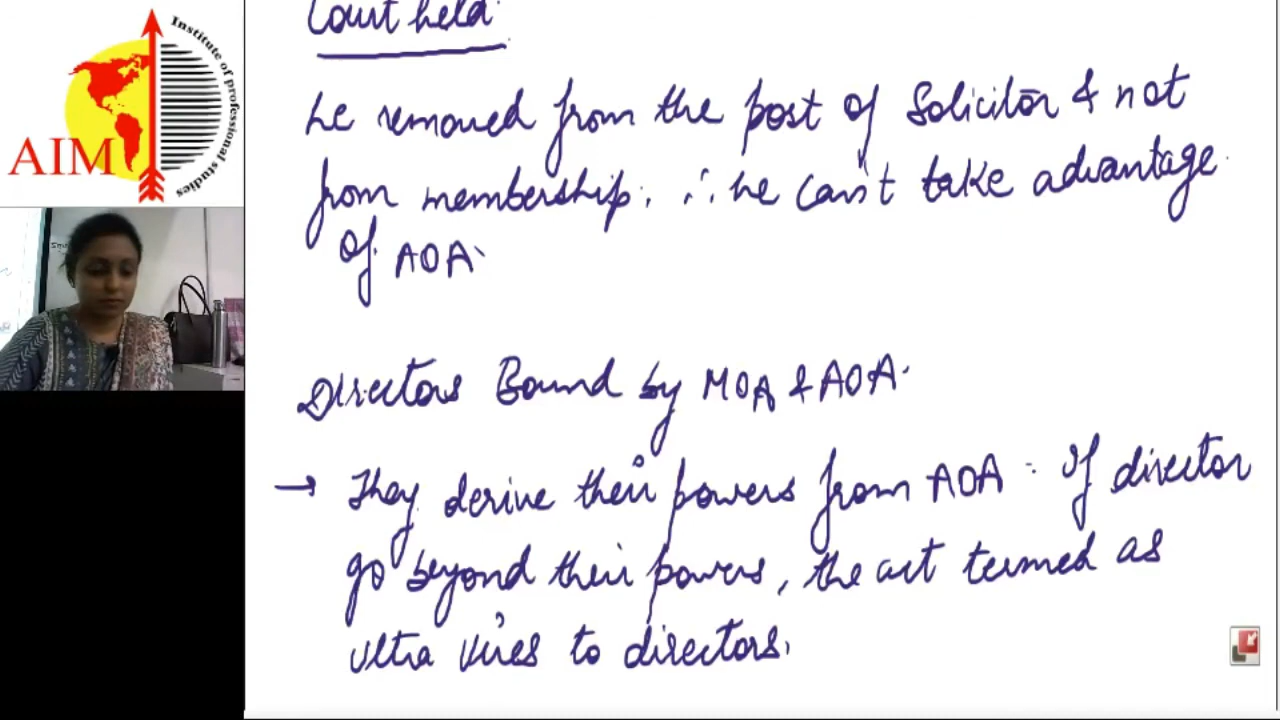 Institute of professional studies
AIM
Court held
he removed from the post of Solicitor & not
from membership. ∴ he can't take advantage
of AOA
Directors Bound by MOA & AOA.
→ They derive their powers from AOA. If director
go beyond their powers, the act termed as
ultra vires to directors.